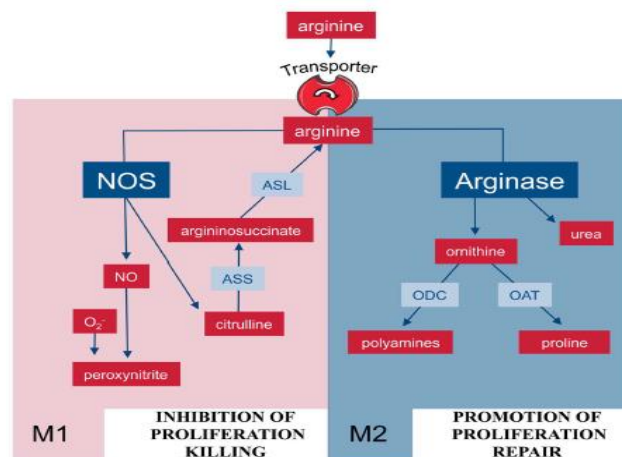 arginine
Transporter
arginine
NOS
Arginase
ASL
argininosuccinate
urea
ornithine
NO
ASS
ODC
OAT
O₂⁻
citrulline
polyamines
proline
peroxynitrite
M1
INHIBITION OF
PROLIFERATION
KILLING
M2
PROMOTION OF
PROLIFERATION
REPAIR